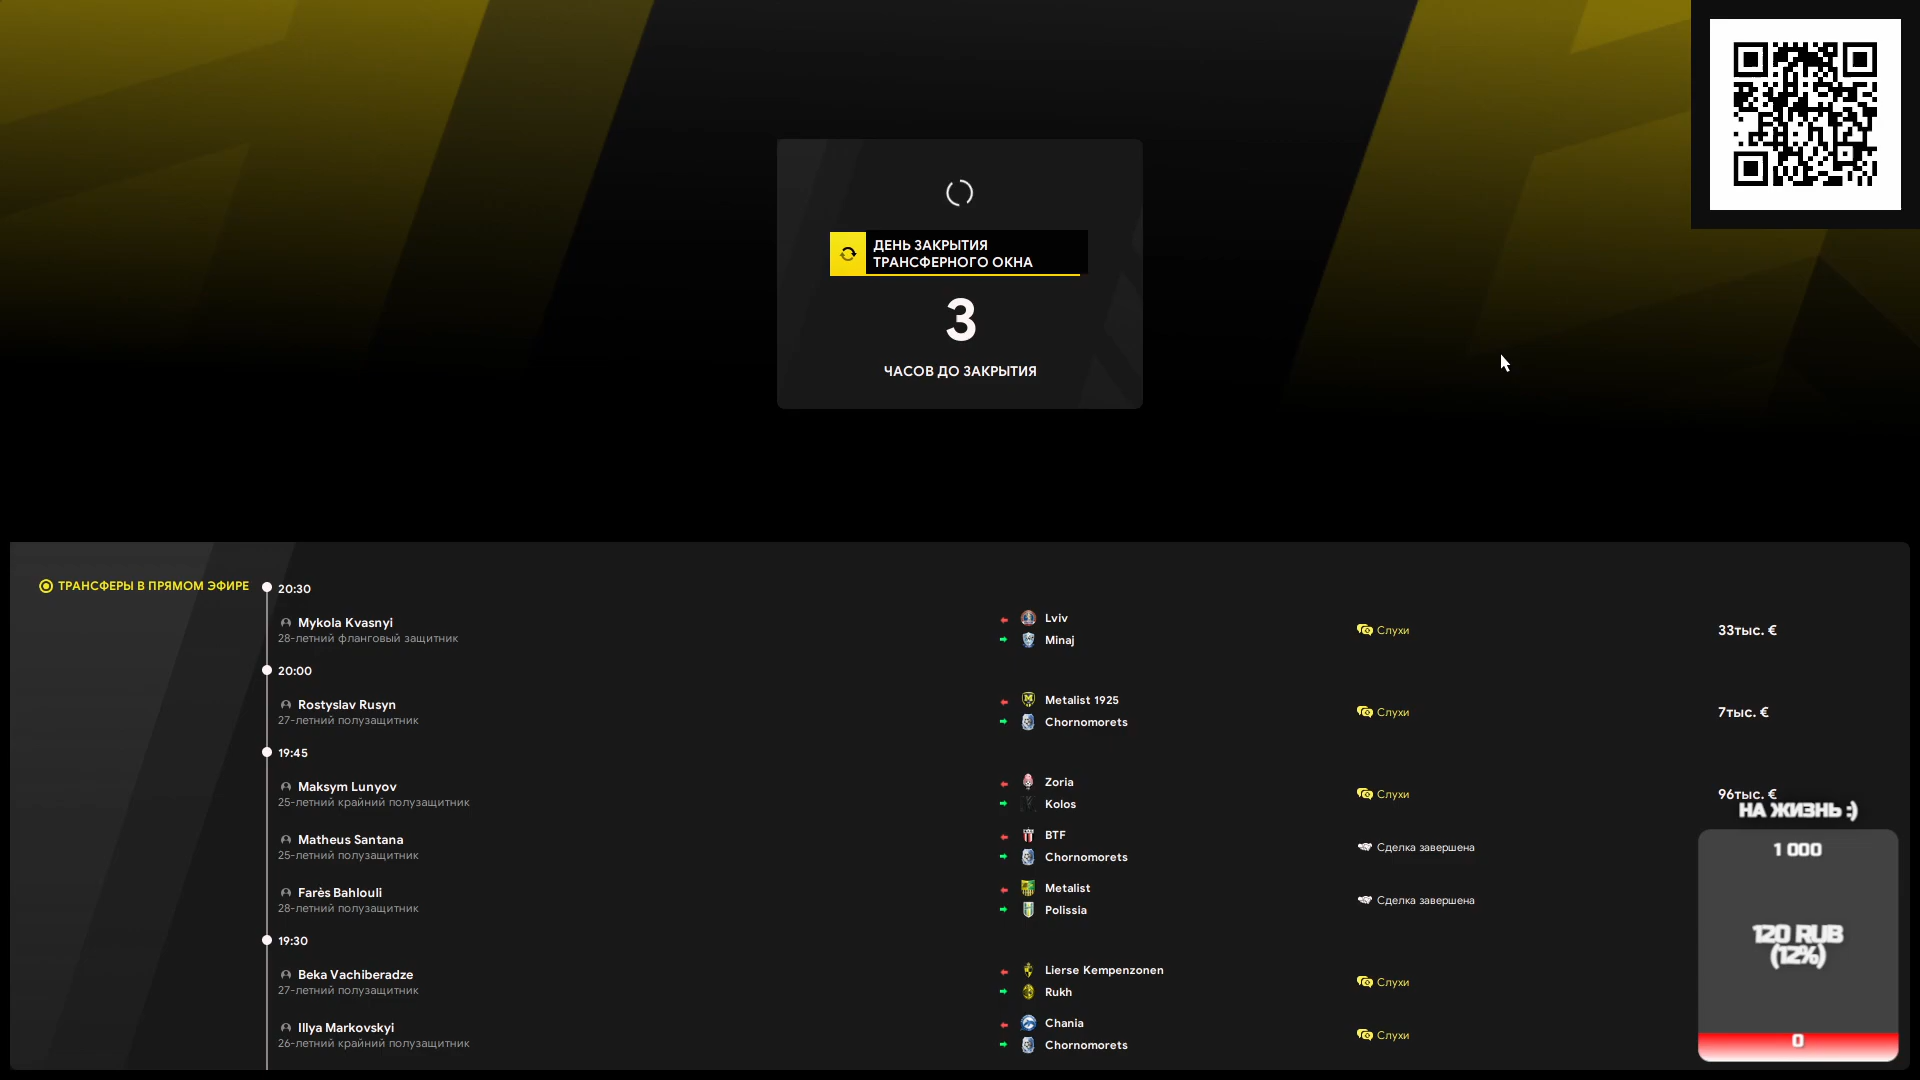 ДЕНЬ ЗАКРЫТИЯ
ТРАНСФЕРНОГО ОКНА
3
ЧАСОВ ДО ЗАКРЫТИЯ
ТРАНСФЕРЫ В ПРЯМОМ ЭФИРЕ
20:30
Mykola Kvasnyi
28-летний фланговый защитник
Lviv
Minaj
Слухи
33тыс. €
20:00
Rostyslav Rusyn
27-летний полузащитник
Metalist 1925
Chornomorets
Слухи
7тыс. €
19:45
Maksym Lunyov
25-летний крайний полузащитник
Zoria
Kolos
Слухи
96тыс. €
Matheus Santana
25-летний полузащитник
BTF
Chornomorets
Сделка завершена
Farès Bahlouli
28-летний полузащитник
Metalist
Polissia
Сделка завершена
19:30
Beka Vachiberadze
27-летний полузащитник
Lierse Kempenzonen
Rukh
Слухи
Illya Markovskyi
26-летний крайний полузащитник
Chania
Chornomorets
Слухи
НА ЖИЗНЬ :)
1 000
120 RUB
(12%)
0